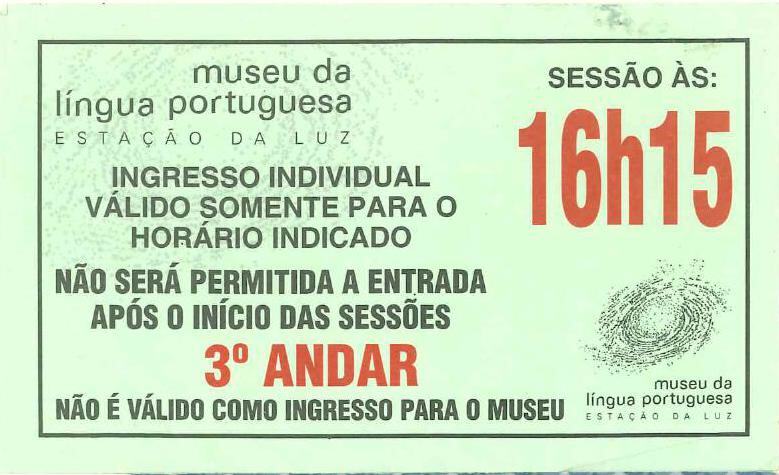 museu da
língua portuguesa
ESTAÇÃO DA LUZ
INGRESSO INDIVIDUAL
VÁLIDO SOMENTE PARA O
HORÁRIO INDICADO
NÃO SERÁ PERMITIDA A ENTRADA
APÓS O INÍCIO DAS SESSÕES
3º ANDAR
NÃO É VÁLIDO COMO INGRESSO PARA O MUSEU
SESSÃO ÀS:
16h15
museu da
língua portuguesa
ESTAÇÃO DA LUZ